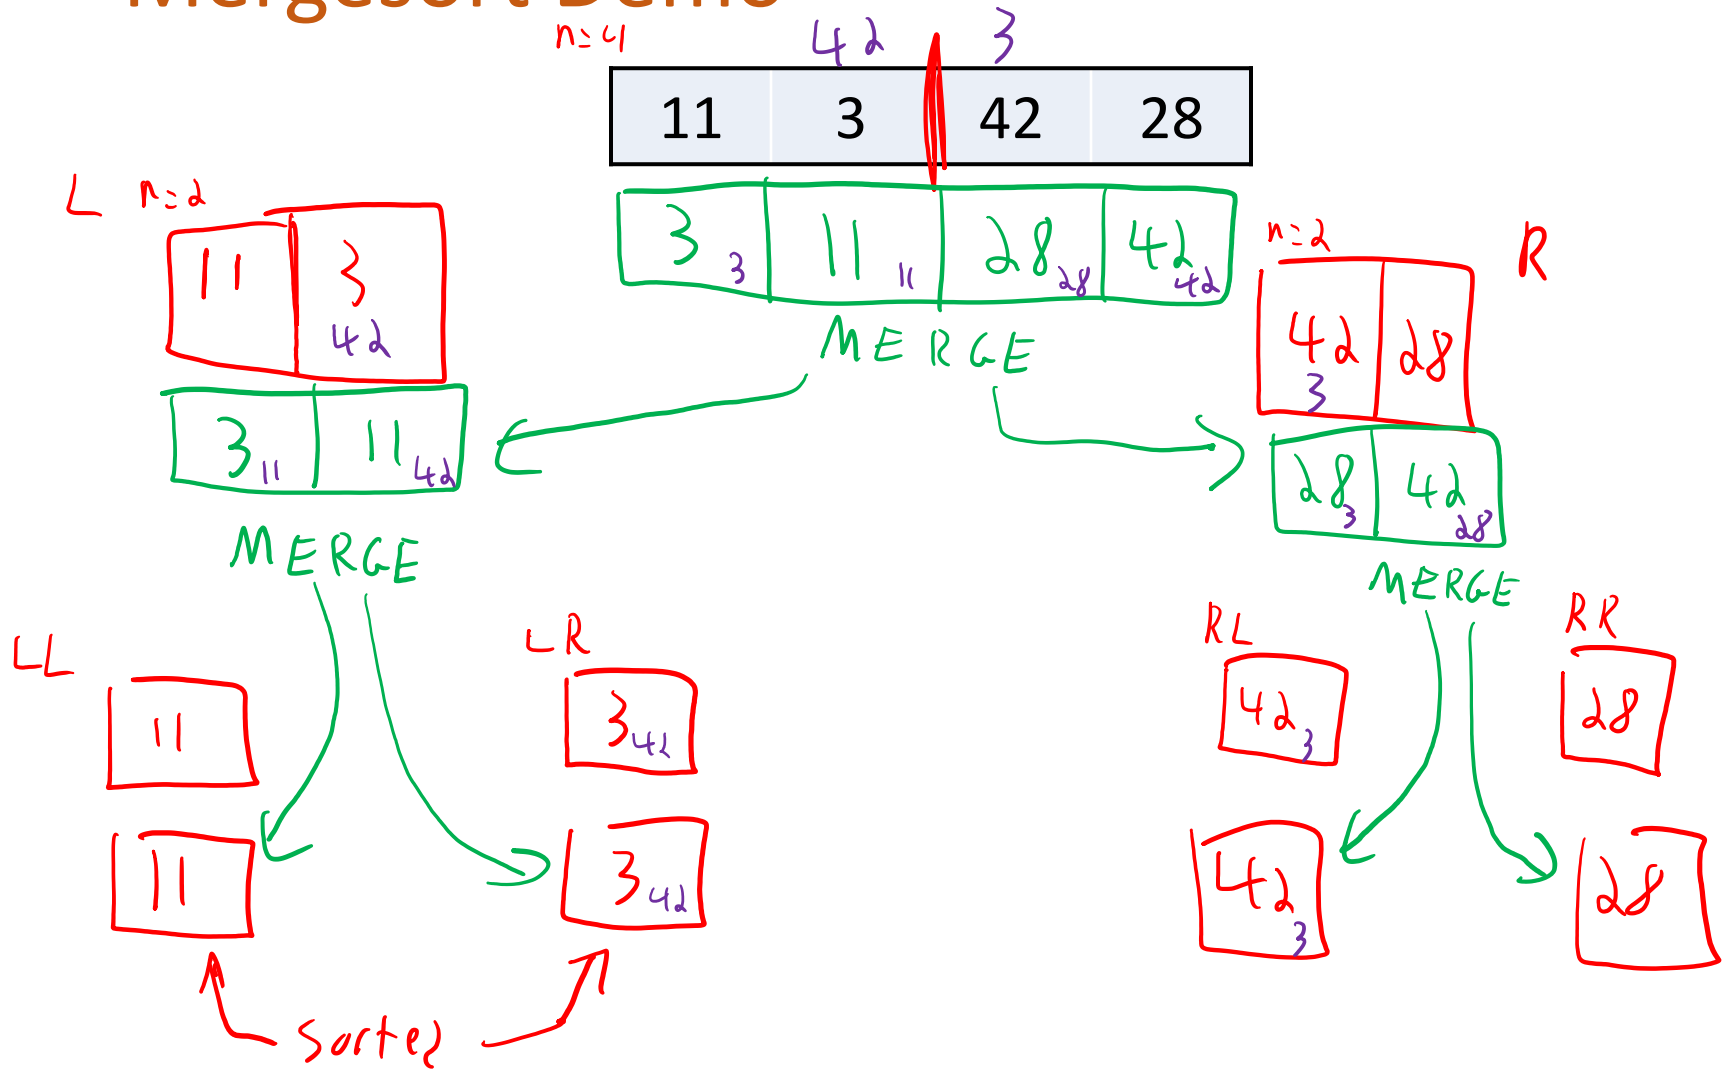 Mergesort Demo
n=4 42 3
11 3 42 28
L n=2
11 3
42
3 3 11 11 28 28 42 42
n=2 R
42 28
3
MERGE
3 11 11 42
28 3 42 28
MERGE
MERGE
LL LR RL RR
11 3 42 42 3 28
11 3 42 42 3 28
Sorted